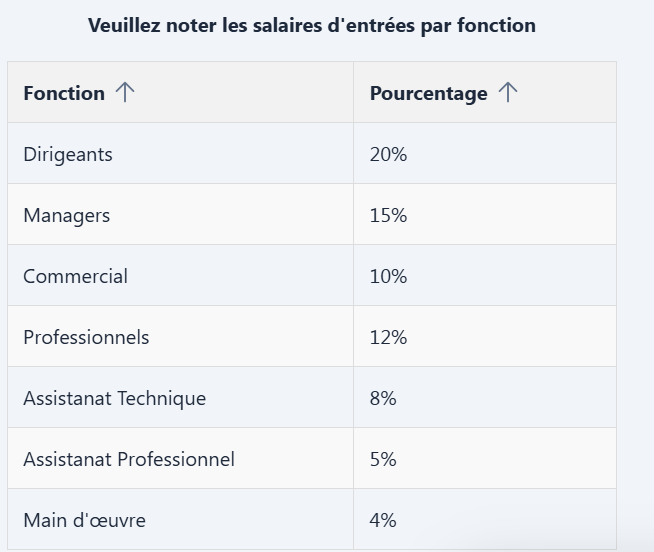 Veuillez noter les salaires d'entrées par fonction
Fonction ↑ Pourcentage ↑
Dirigeants 20%
Managers 15%
Commercial 10%
Professionnels 12%
Assistanat Technique 8%
Assistanat Professionnel 5%
Main d'œuvre 4%